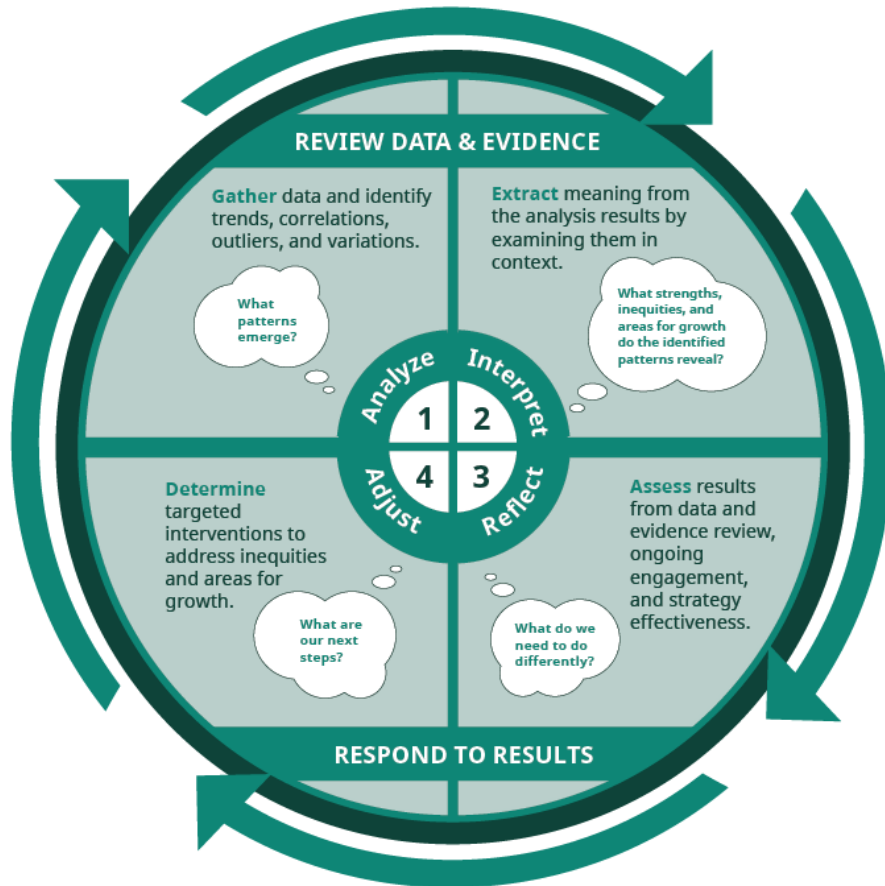 REVIEW DATA & EVIDENCE
Gather data and identify
trends, correlations,
outliers, and variations.
What
patterns
emerge?
Extract meaning from
the analysis results by
examining them in
context.
What strengths,
inequities, and
areas for growth
do the identified
patterns reveal?
Analyze
Interpret
1
2
4
3
Adjust
Reflect
Determine
targeted
interventions to
address inequities
and areas for
growth.
What are
our next
steps?
Assess results
from data and
evidence review,
ongoing
engagement,
and strategy
effectiveness.
What do we
need to do
differently?
RESPOND TO RESULTS